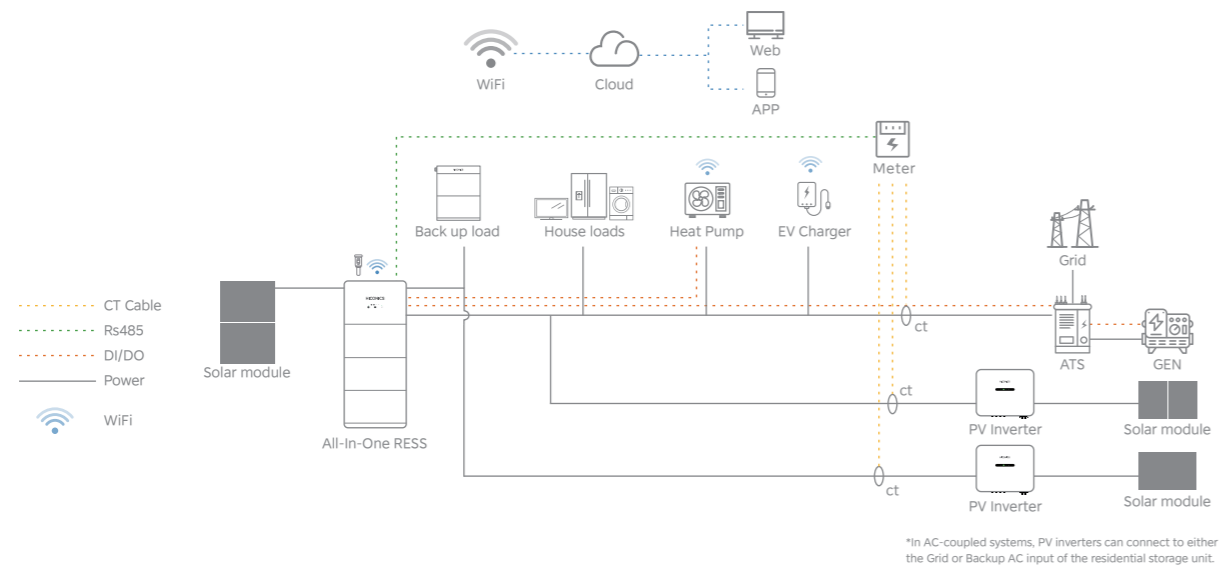 WiFi
Cloud
Web
APP
Meter
Back up load
House loads
Heat Pump
EV Charger
Grid
CT Cable
Rs485
DI/DO
Power
WiFi
Solar module
All-In-One RESS
ct
ATS
GEN
ct
PV Inverter
Solar module
ct
PV Inverter
Solar module
*In AC-coupled systems, PV inverters can connect to either
the Grid or Backup AC input of the residential storage unit.